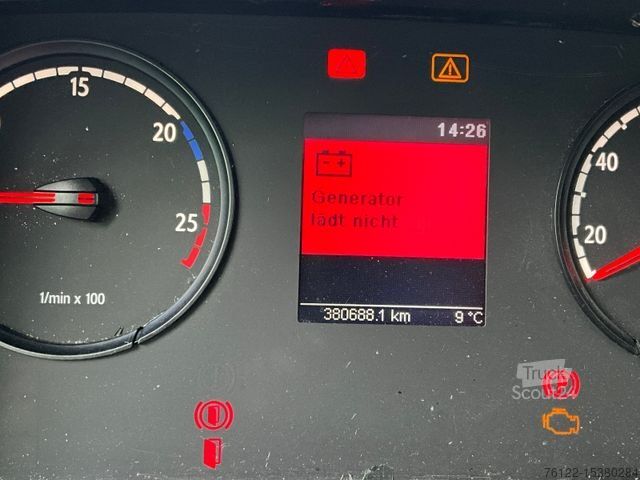 15
20
25
1/min x 100
14:26
Generator
lädt nicht
380688.1 km 9 °C
40
20
Truck
Scout24
P
76122-15380284